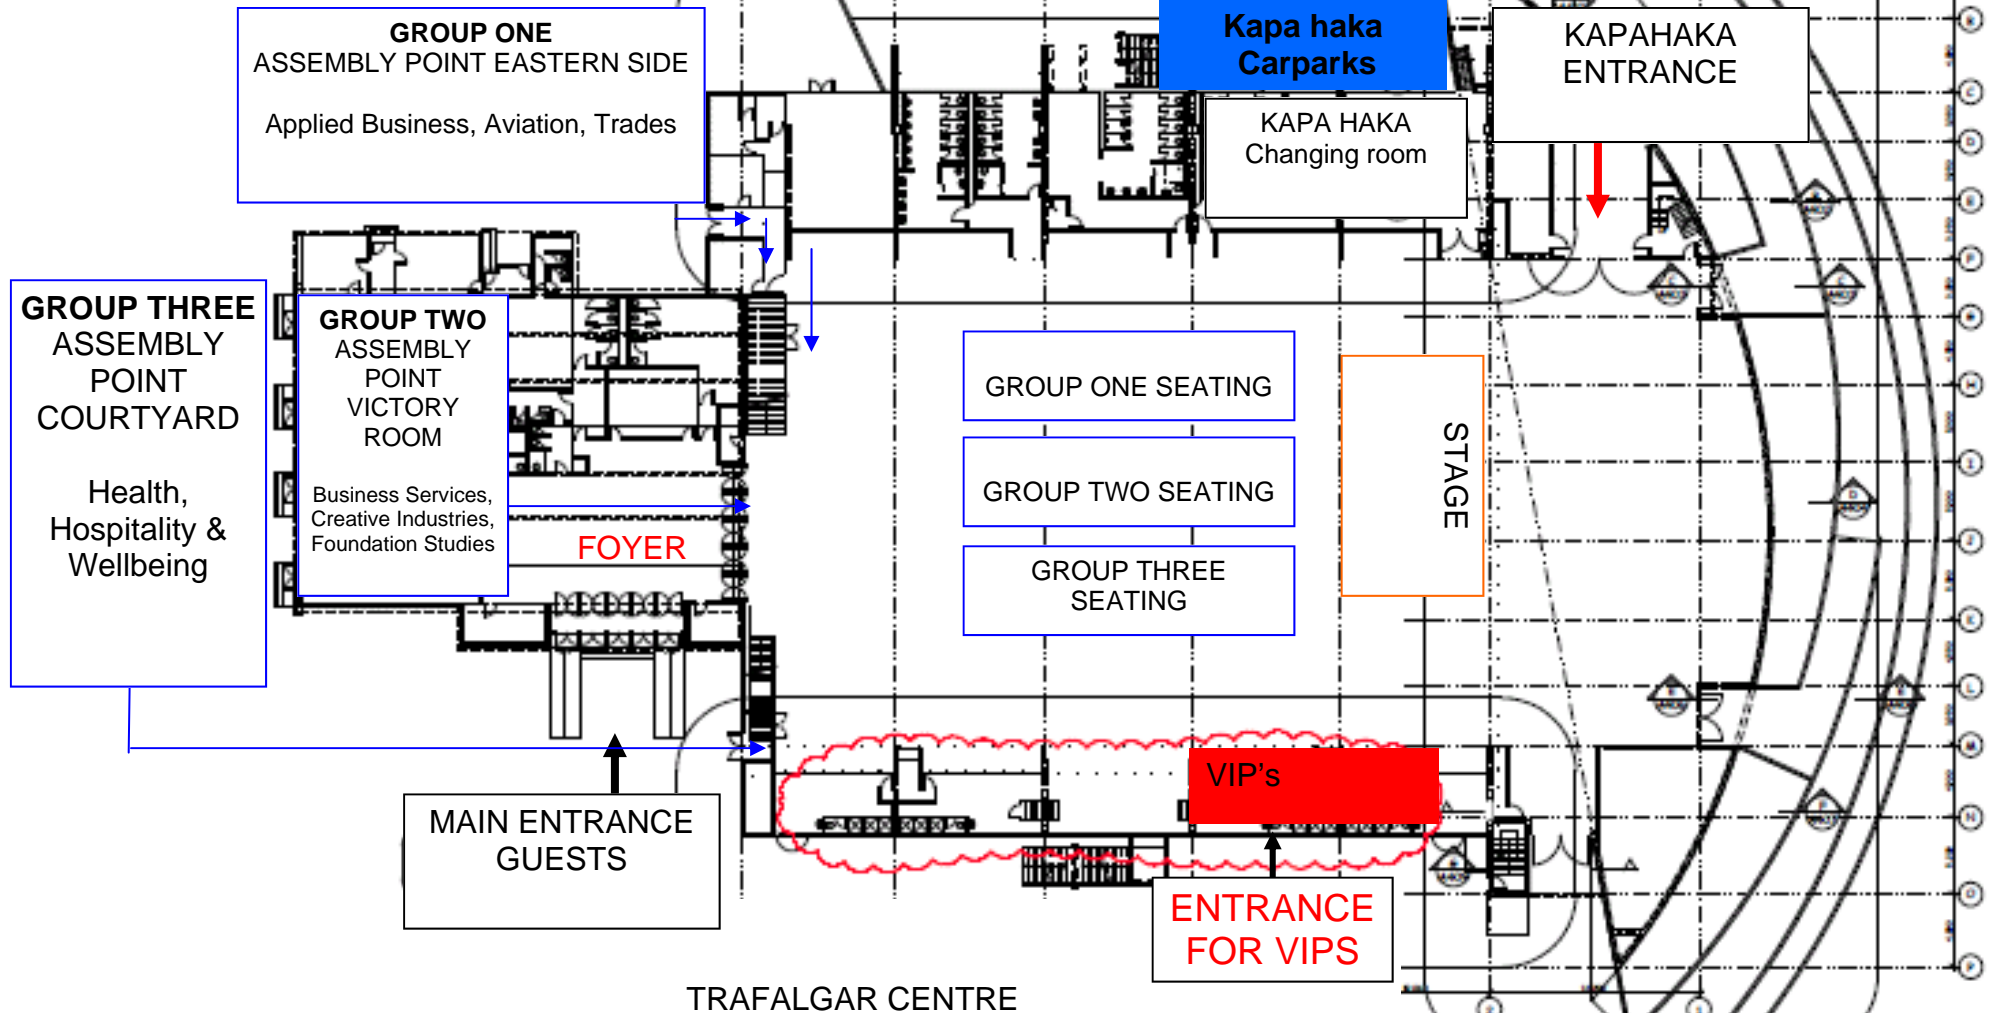 GROUP ONE
ASSEMBLY POINT EASTERN SIDE
Applied Business, Aviation, Trades
Kapa haka
Carparks
KAPAHAKA
ENTRANCE
KAPA HAKA
Changing room
GROUP THREE
ASSEMBLY
POINT
COURTYARD
Health,
Hospitality &
Wellbeing
GROUP TWO
ASSEMBLY
POINT
VICTORY
ROOM
Business Services,
Creative Industries,
Foundation Studies
FOYER
GROUP ONE SEATING
GROUP TWO SEATING
GROUP THREE
SEATING
STAGE
VIP's
MAIN ENTRANCE
GUESTS
ENTRANCE
FOR VIPS
TRAFALGAR CENTRE